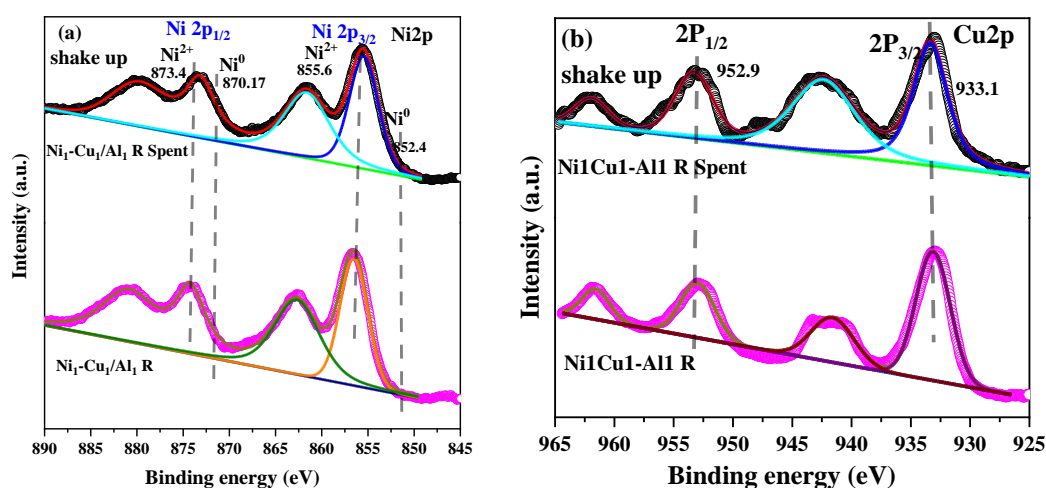 (a)
Ni 2p1/2
Ni 2p3/2
Ni2p
shake up
Ni2+
873.4
Ni0
870.17
Ni2+
855.6
Ni0
852.4
Ni1-Cu1/Al1 R Spent
Ni1-Cu1/Al1 R
Intensity (a.u.)
890 885 880 875 870 865 860 855 850 845
Binding energy (eV)
(b)
2P1/2
2P3/2
Cu2p
shake up
952.9
933.1
Ni1Cu1-Al1 R Spent
Ni1Cu1-Al1 R
Intensity (a.u.)
965 960 955 950 945 940 935 930 925
Binding energy (eV)